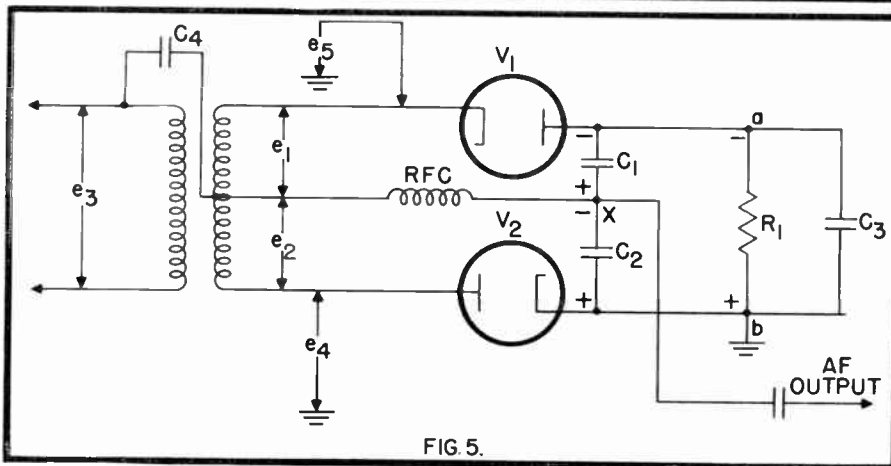 C4
e5
V1
a
−
−
e1
C1
+
RFC
e3
−
X
R1
C3
V2
e2
C2
+
+
b
e4
AF
OUTPUT
FIG. 5.